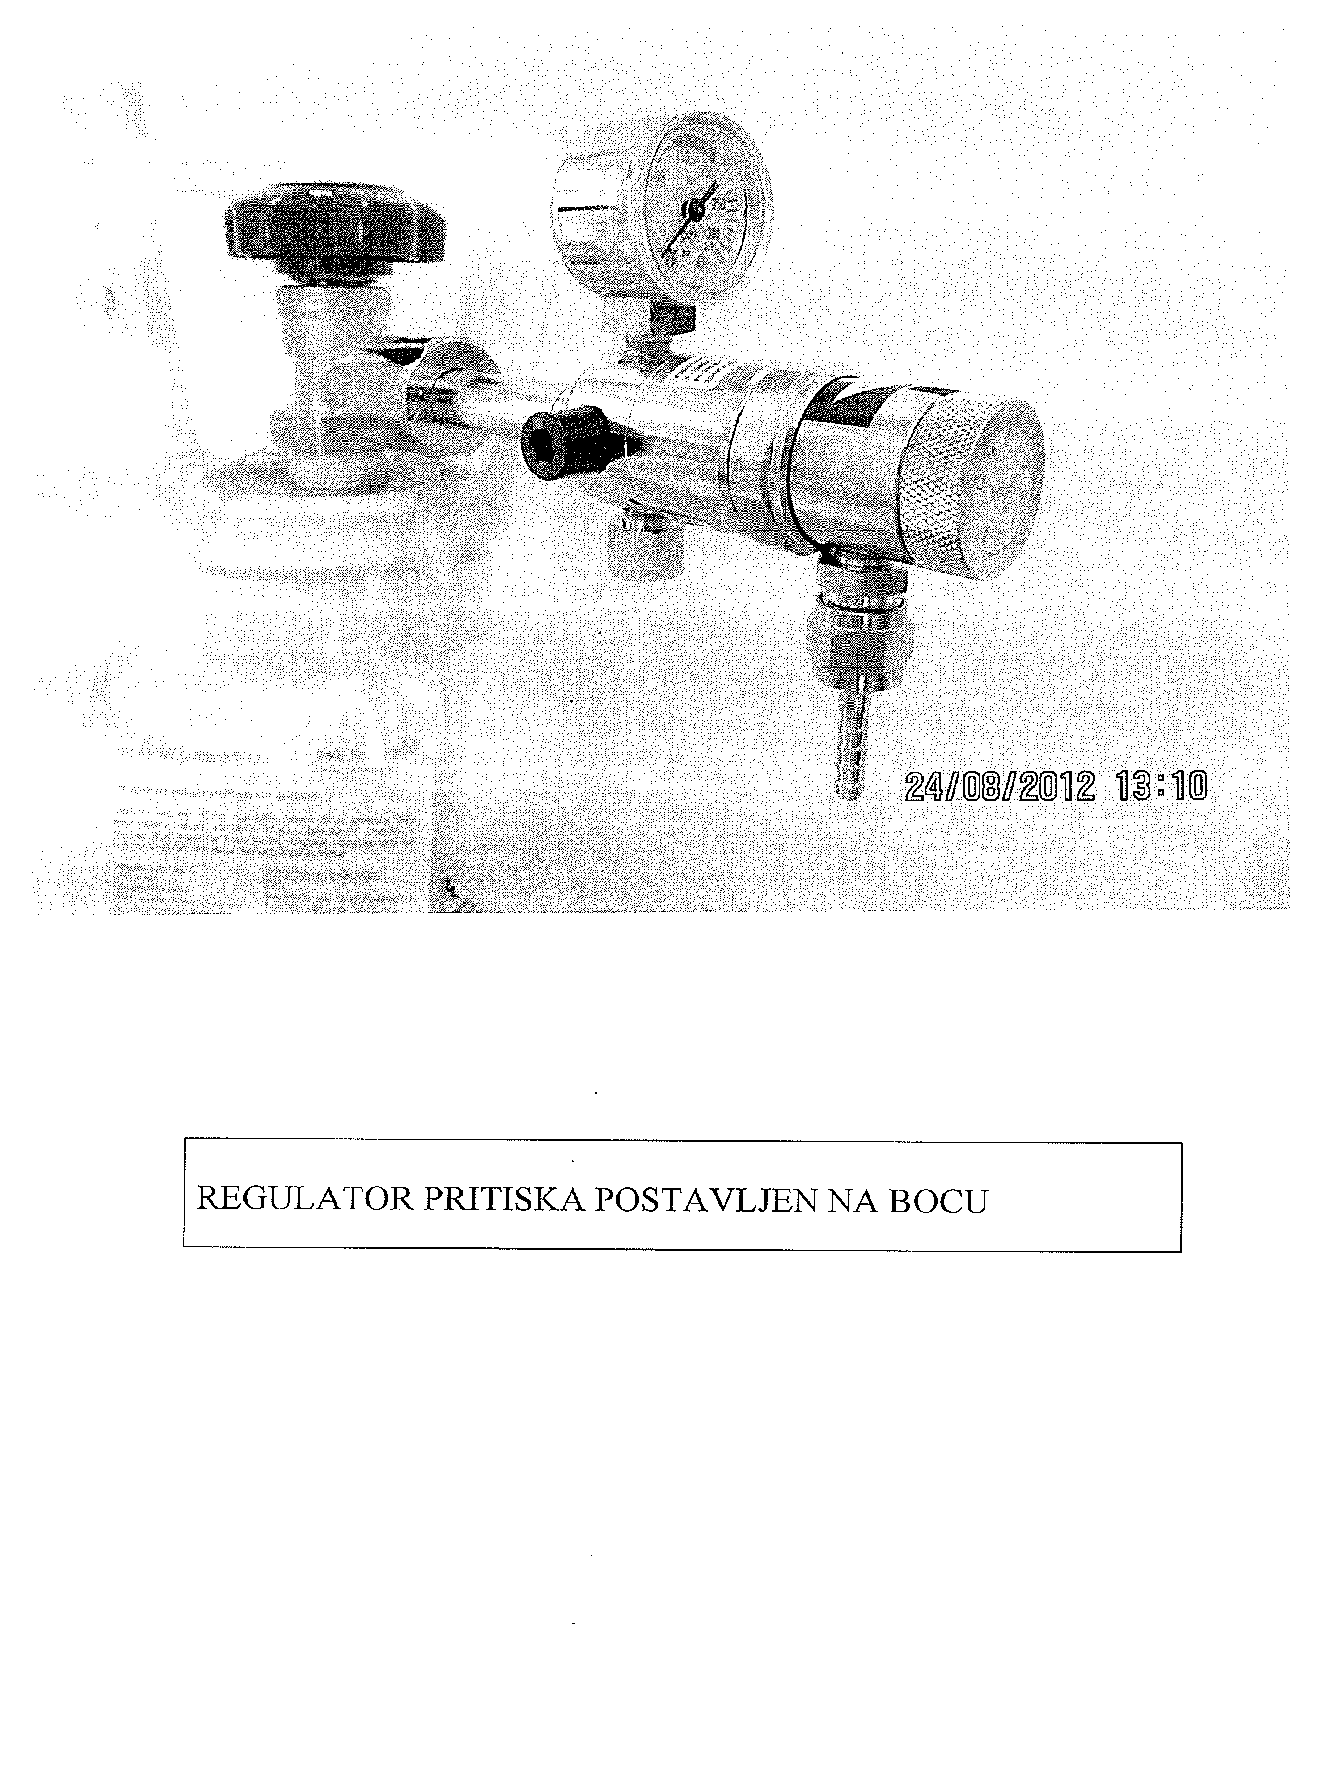 24/08/2012 13:10
REGULATOR PRITISKA POSTAVLJEN NA BOCU